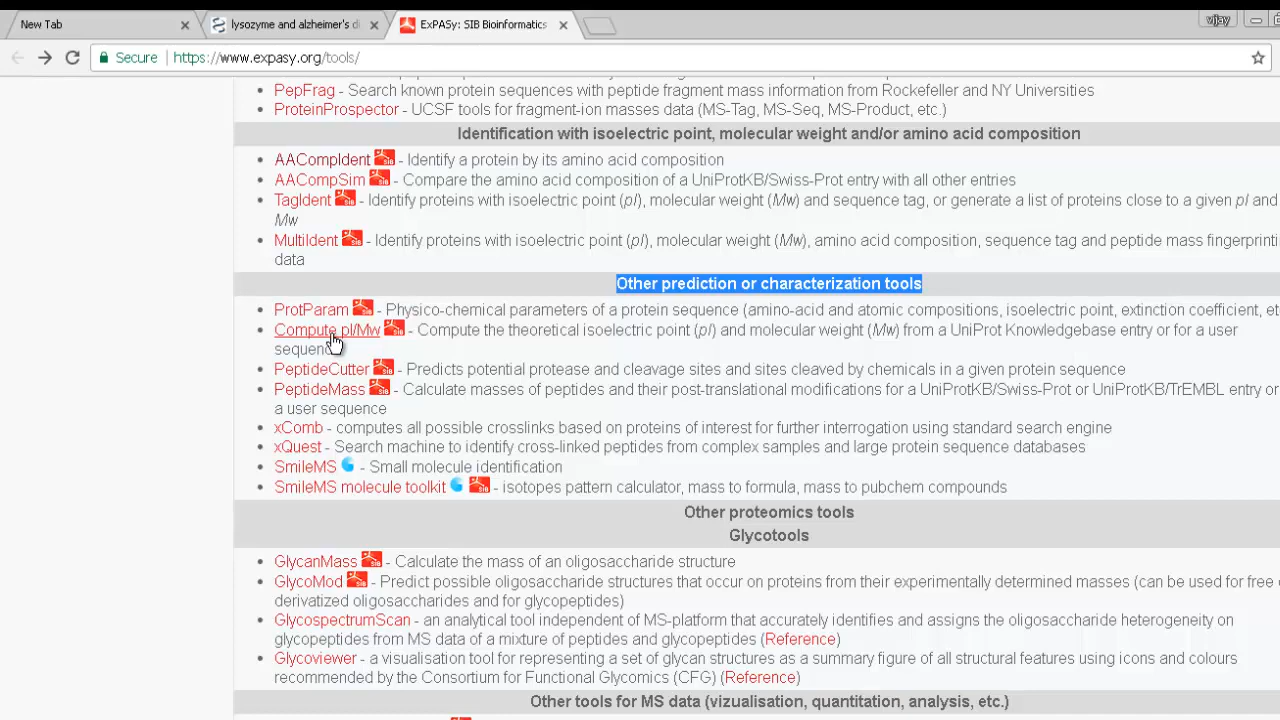 New Tab
lysozyme and alzheimer's di
ExPASy: SIB Bioinformatics
vijay
Secure
https://www.expasy.org/tools/
PepFrag - Search known protein sequences with peptide fragment mass information from Rockefeller and NY Universities
ProteinProspector - UCSF tools for fragment-ion masses data (MS-Tag, MS-Seq, MS-Product, etc.)
Identification with isoelectric point, molecular weight and/or amino acid composition
AACompIdent SIB - Identify a protein by its amino acid composition
AACompSim SIB - Compare the amino acid composition of a UniProtKB/Swiss-Prot entry with all other entries
TagIdent SIB - Identify proteins with isoelectric point (pI), molecular weight (Mw) and sequence tag, or generate a list of proteins close to a given pI and
Mw
MultiIdent SIB - Identify proteins with isoelectric point (pI), molecular weight (Mw), amino acid composition, sequence tag and peptide mass fingerprinti
data
Other prediction or characterization tools
ProtParam SIB - Physico-chemical parameters of a protein sequence (amino-acid and atomic compositions, isoelectric point, extinction coefficient, et
Compute pI/Mw SIB - Compute the theoretical isoelectric point (pI) and molecular weight (Mw) from a UniProt Knowledgebase entry or for a user
sequence
PeptideCutter SIB - Predicts potential protease and cleavage sites and sites cleaved by chemicals in a given protein sequence
PeptideMass SIB - Calculate masses of peptides and their post-translational modifications for a UniProtKB/Swiss-Prot or UniProtKB/TrEMBL entry or
a user sequence
xComb - computes all possible crosslinks based on proteins of interest for further interrogation using standard search engine
xQuest - Search machine to identify cross-linked peptides from complex samples and large protein sequence databases
SmileMS - Small molecule identification
SmileMS molecule toolkit SIB - isotopes pattern calculator, mass to formula, mass to pubchem compounds
Other proteomics tools
Glycotools
GlycanMass SIB - Calculate the mass of an oligosaccharide structure
GlycoMod SIB - Predict possible oligosaccharide structures that occur on proteins from their experimentally determined masses (can be used for free o
derivatized oligosaccharides and for glycopeptides)
GlycospectrumScan - an analytical tool independent of MS-platform that accurately identifies and assigns the oligosaccharide heterogeneity on
glycopeptides from MS data of a mixture of peptides and glycopeptides (Reference)
Glycoviewer - a visualisation tool for representing a set of glycan structures as a summary figure of all structural features using icons and colours
recommended by the Consortium for Functional Glycomics (CFG) (Reference)
Other tools for MS data (vizualisation, quantitation, analysis, etc.)